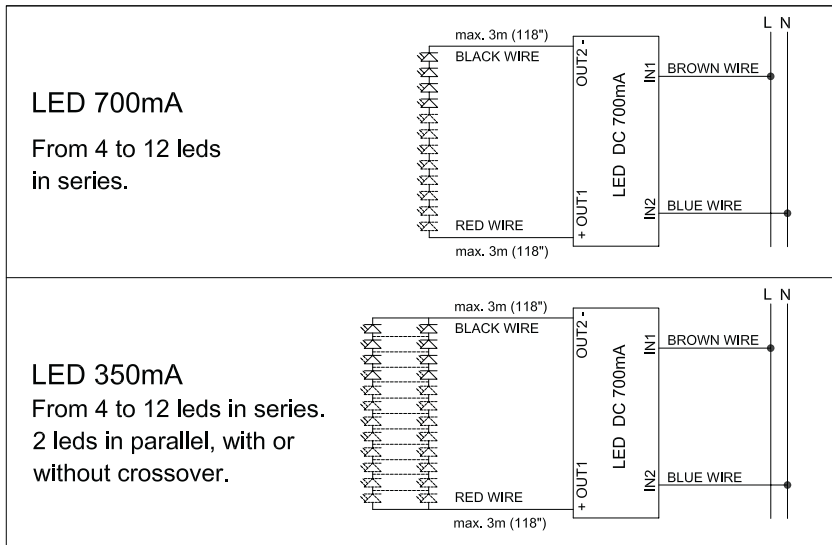 LED 700mA
From 4 to 12 leds
in series.
max. 3m (118")
BLACK WIRE
RED WIRE
max. 3m (118")
OUT2 -
+ OUT1
LED DC 700mA
IN1
IN2
BROWN WIRE
BLUE WIRE
L N
LED 350mA
From 4 to 12 leds in series.
2 leds in parallel, with or
without crossover.
max. 3m (118")
BLACK WIRE
RED WIRE
max. 3m (118")
OUT2 -
+ OUT1
LED DC 700mA
IN1
IN2
BROWN WIRE
BLUE WIRE
L N